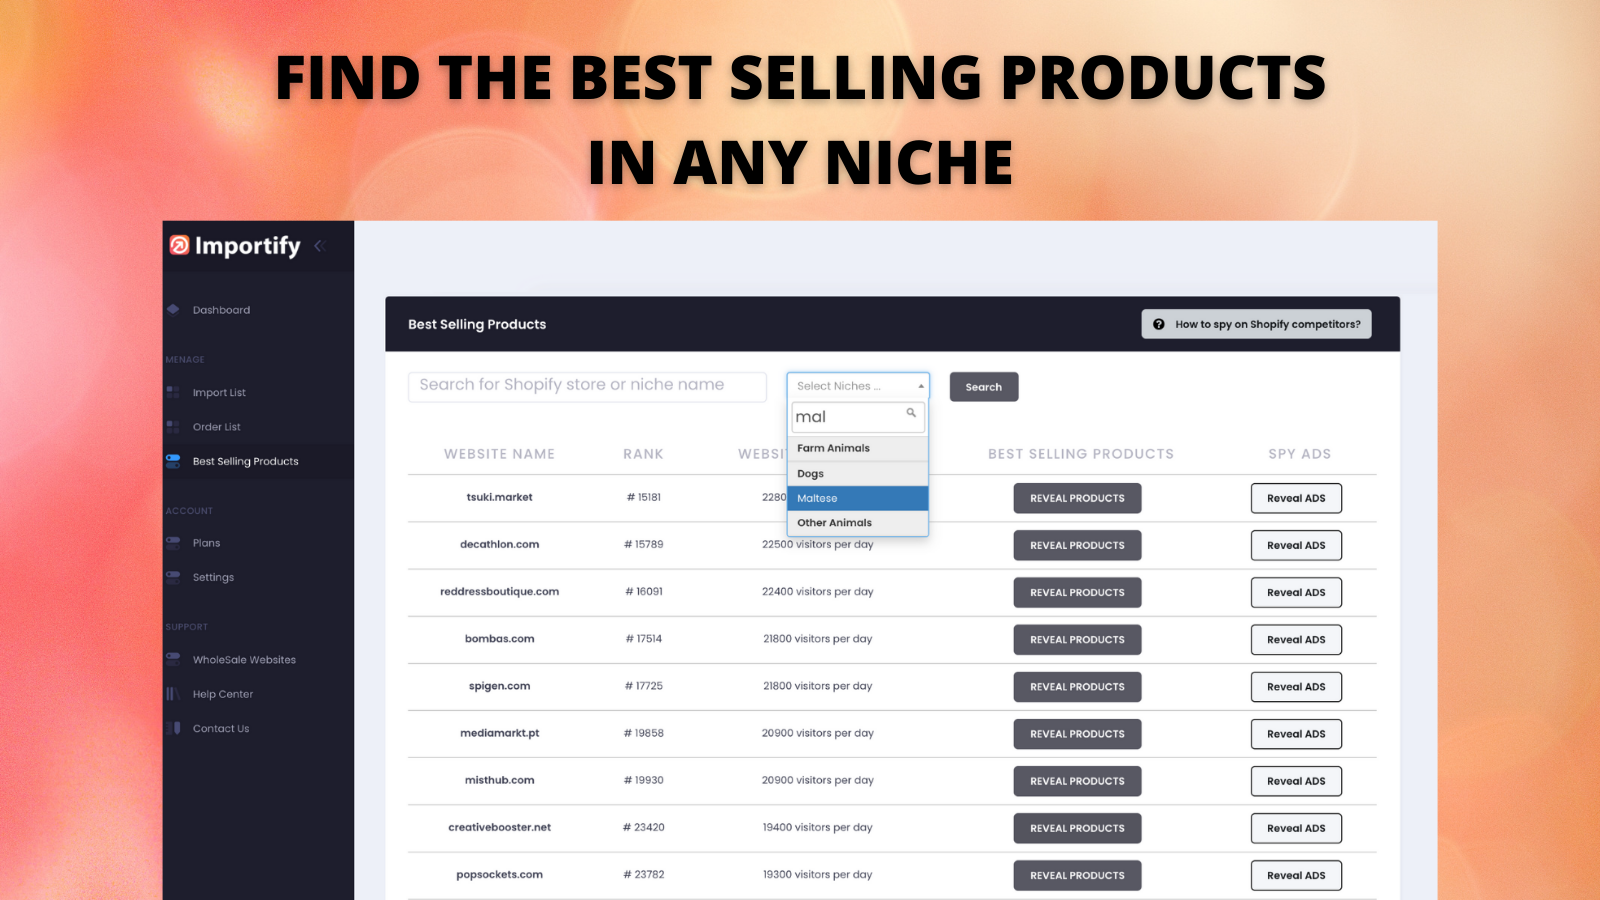 FIND THE BEST SELLING PRODUCTS
IN ANY NICHE
Importify
Dashboard
MENAGE
Import List
Order List
Best Selling Products
ACCOUNT
Plans
Settings
SUPPORT
WholeSale Websites
Help Center
Contact Us
Best Selling Products
How to spy on Shopify competitors?
Search for Shopify store or niche name
Select Niches ...
Search
mal
Farm Animals
Dogs
Maltese
Other Animals
WEBSITE NAME RANK BEST SELLING PRODUCTS SPY ADS
tsuki.market # 15181 REVEAL PRODUCTS Reveal ADS
decathlon.com # 15789 22500 visitors per day REVEAL PRODUCTS Reveal ADS
reddressboutique.com # 16091 22400 visitors per day REVEAL PRODUCTS Reveal ADS
bombas.com # 17514 21800 visitors per day REVEAL PRODUCTS Reveal ADS
spigen.com # 17725 21800 visitors per day REVEAL PRODUCTS Reveal ADS
mediamarkt.pt # 19858 20900 visitors per day REVEAL PRODUCTS Reveal ADS
misthub.com # 19930 20900 visitors per day REVEAL PRODUCTS Reveal ADS
creativebooster.net # 23420 19400 visitors per day REVEAL PRODUCTS Reveal ADS
popsockets.com # 23782 19300 visitors per day REVEAL PRODUCTS Reveal ADS